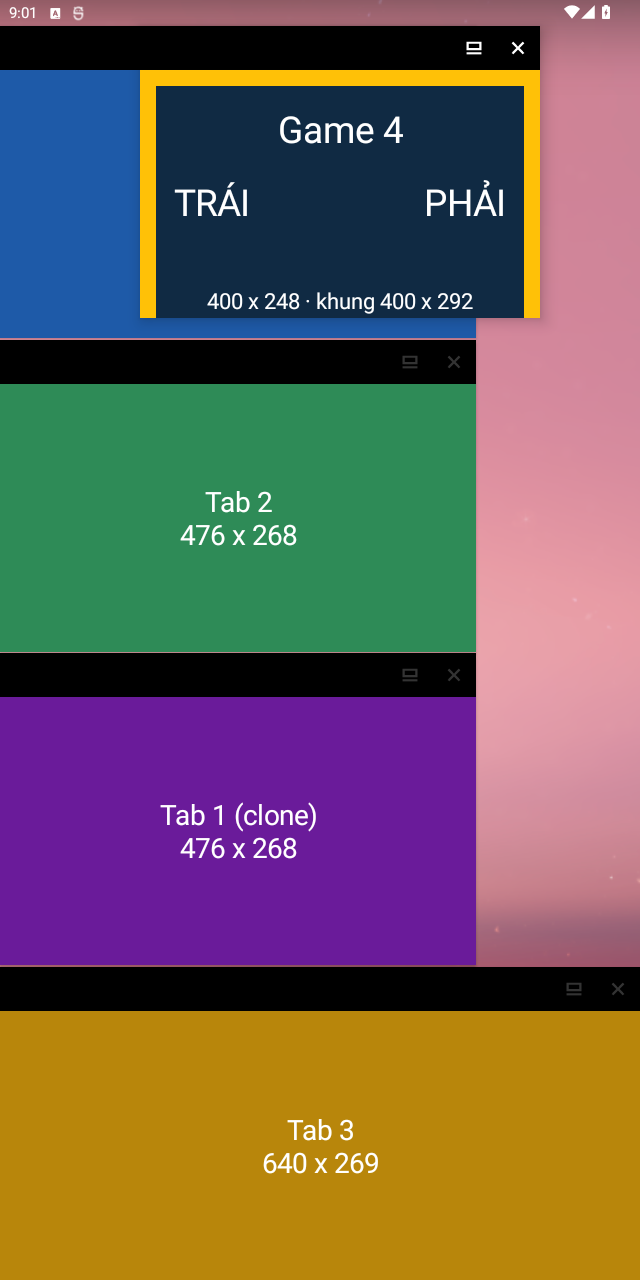 9:01
Game 4
TRÁI PHẢI
400 x 248 · khung 400 x 292
Tab 2
476 x 268
Tab 1 (clone)
476 x 268
Tab 3
640 x 269